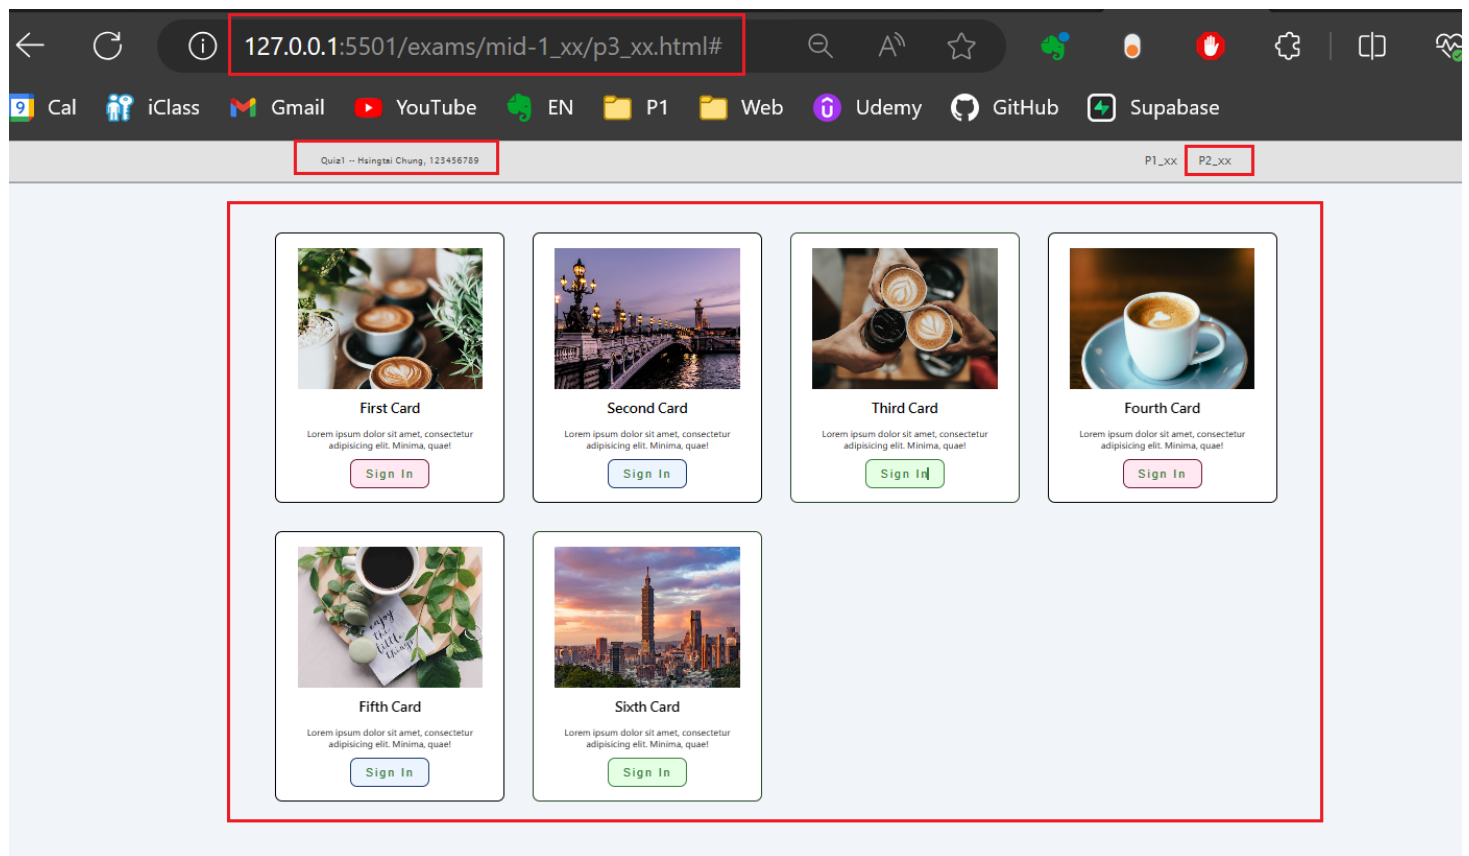 127.0.0.1:5501/exams/mid-1_xx/p3_xx.html#
9 Cal iClass Gmail YouTube EN P1 Web Udemy GitHub Supabase
Quiz1 -- Hsingtai Chung, 123456789 P1_xx P2_xx
First Card Second Card Third Card Fourth Card
Lorem ipsum dolor sit amet, consectetur Lorem ipsum dolor sit amet, consectetur Lorem ipsum dolor sit amet, consectetur Lorem ipsum dolor sit amet, consectetur
adipisicing elit. Minima, quae! adipisicing elit. Minima, quae! adipisicing elit. Minima, quae! adipisicing elit. Minima, quae!
Sign In Sign In Sign In Sign In
enjoy
the
little
things
Fifth Card Sixth Card
Lorem ipsum dolor sit amet, consectetur Lorem ipsum dolor sit amet, consectetur
adipisicing elit. Minima, quae! adipisicing elit. Minima, quae!
Sign In Sign In